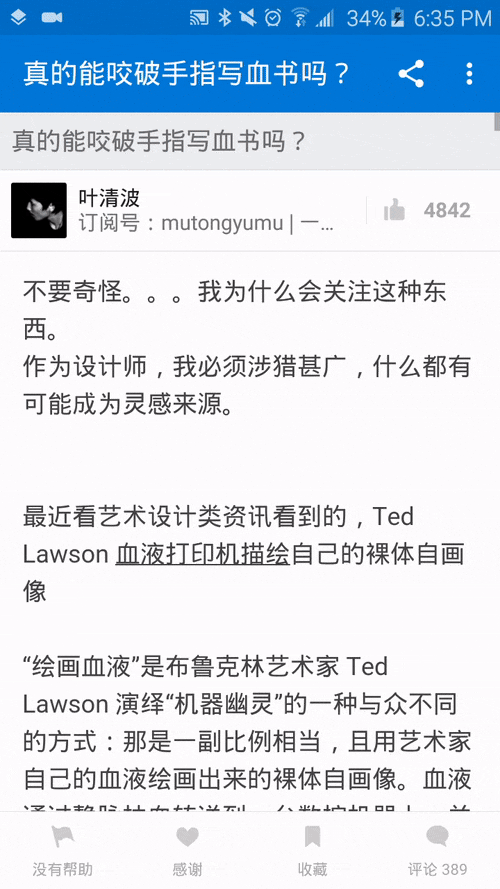 34% 6:35 PM
真的能咬破手指写血书吗？
真的能咬破手指写血书吗？
叶清波
订阅号：mutongyumu | 一...
4842
不要奇怪。。。我为什么会关注这种东
西。
作为设计师，我必须涉猎甚广，什么都有
可能成为灵感来源。
最近看艺术设计类资讯看到的，Ted
Lawson 血液打印机描绘自己的裸体自画
像
“绘画血液”是布鲁克林艺术家 Ted
Lawson 演绎“机器幽灵”的一种与众不同
的方式：那是一副比例相当，且用艺术家
自己的血液绘画出来的裸体自画像。血液
没有帮助
感谢
收藏
评论 389